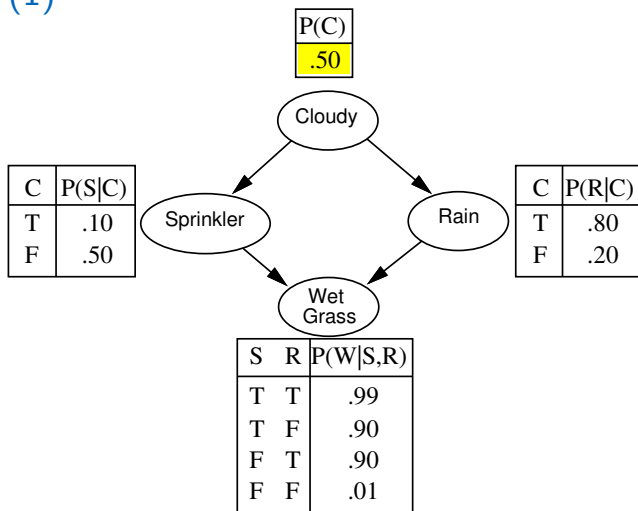 (1)
P(C)
.50
Cloudy
C P(S|C)
T .10
F .50
Sprinkler
Rain
C P(R|C)
T .80
F .20
Wet
Grass
S R P(W|S,R)
T T .99
T F .90
F T .90
F F .01